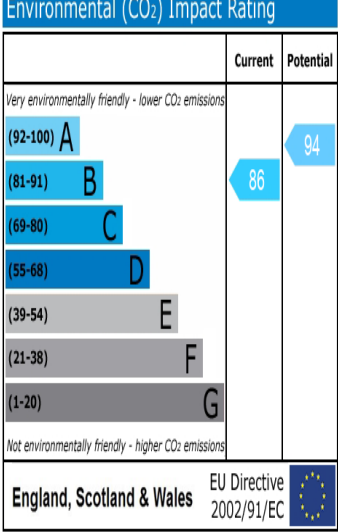 Environmental (CO₂) Impact Rating
Current Potential
Very environmentally friendly - lower CO₂ emissions
(92-100) A
94
(81-91) B
86
(69-80) C
(55-68) D
(39-54) E
(21-38) F
(1-20) G
Not environmentally friendly - higher CO₂ emissions
England, Scotland & Wales
EU Directive
2002/91/EC